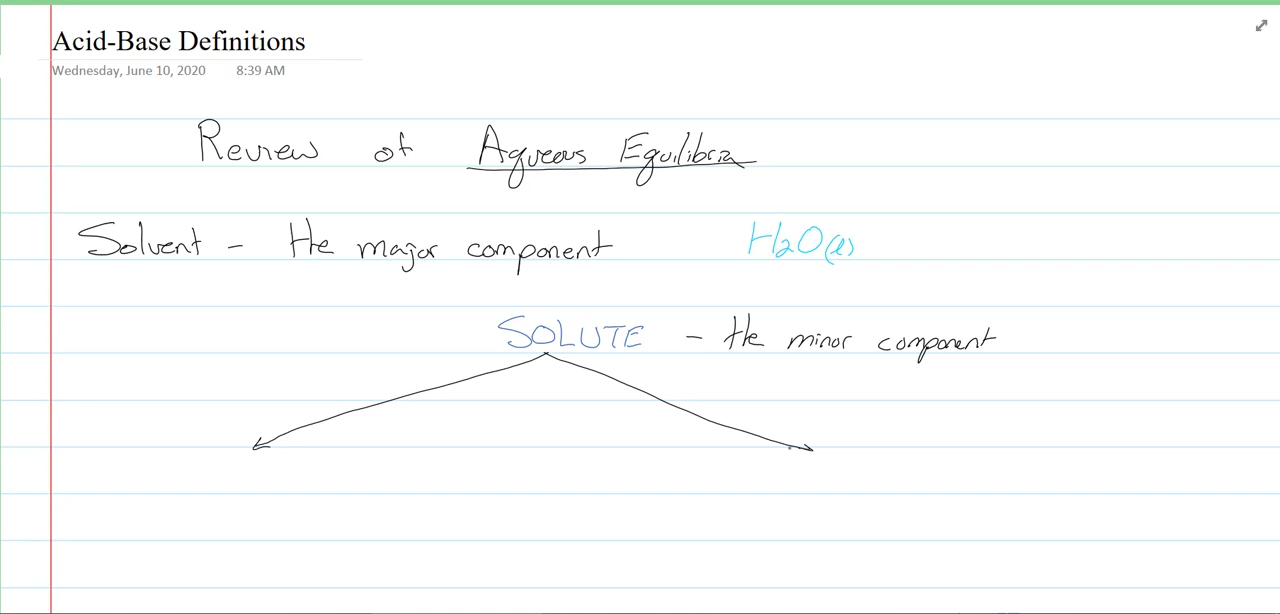 Acid-Base Definitions
Wednesday, June 10, 2020 8:39 AM
Review of Aqueous Equilibria
Solvent - the major component H2O(l)
SOLUTE - the minor component